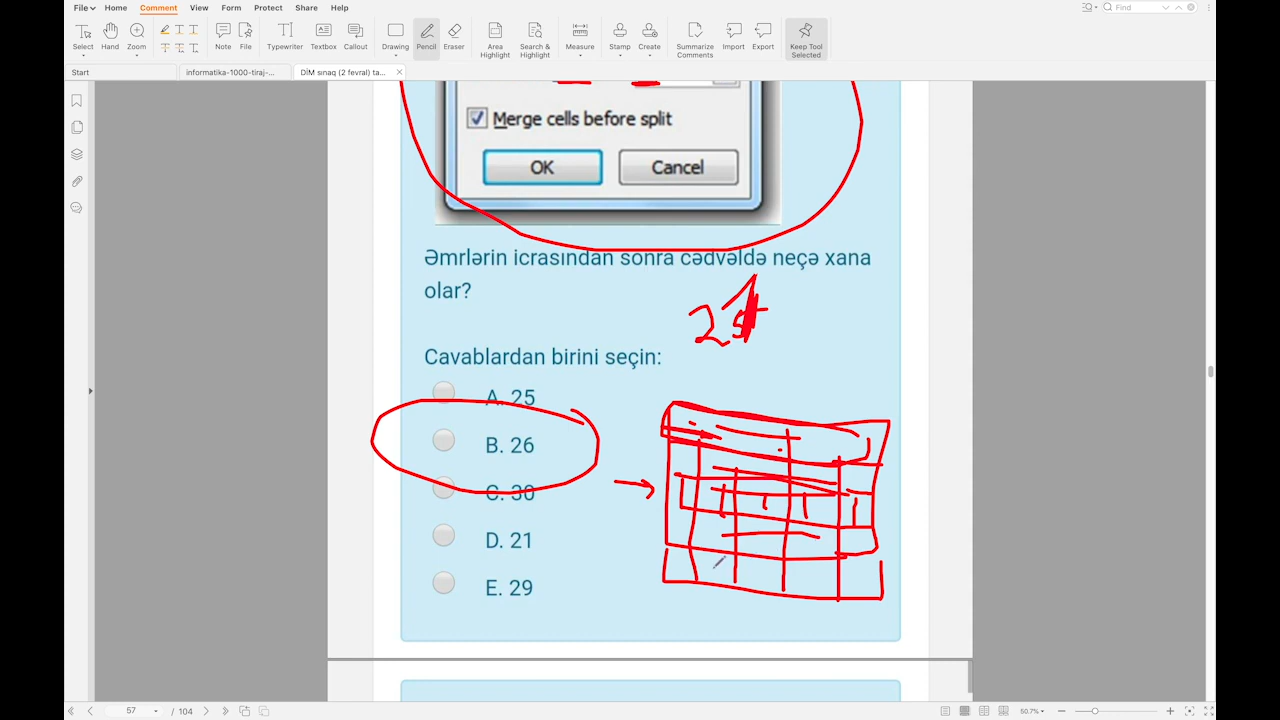 File Home Comment View Form Protect Share Help Find
Select Hand Zoom Note File Typewriter Textbox Callout Drawing Pencil Eraser Area Highlight Search & Highlight Measure Stamp Create Summarize Comments Import Export Keep Tool Selected
Start informatika-1000-tiraj-... DİM sınaq (2 fevral) ta...
Merge cells before split
OK Cancel
Əmrlərin icrasından sonra cədvəldə neçə xana
olar?
Cavablardan birini seçin:
A. 25
B. 26
C. 30
D. 21
E. 29
57 / 104 50.7%